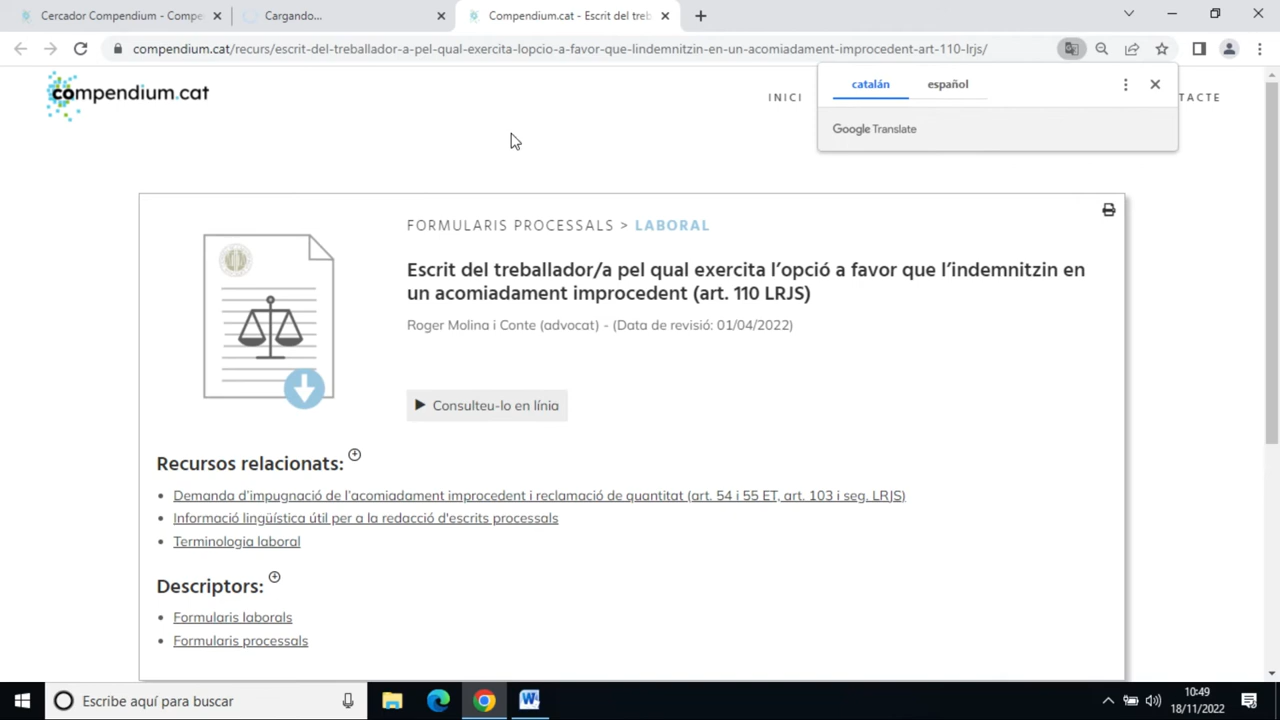 Cercador Compendium - Compe
Cargando...
Compendium.cat - Escrit del treb
compendium.cat/recurs/escrit-del-treballador-a-pel-qual-exercita-lopcio-a-favor-que-lindemnitzin-en-un-acomiadament-improcedent-art-110-lrjs/
compendium.cat
INICI
TACTE
catalán español
Google Translate
FORMULARIS PROCESSALS > LABORAL
Escrit del treballador/a pel qual exercita l'opció a favor que l'indemnitzin en
un acomiadament improcedent (art. 110 LRJS)
Roger Molina i Conte (advocat) - (Data de revisió: 01/04/2022)
Consulteu-lo en línia
Recursos relacionats:
Demanda d'impugnació de l'acomiadament improcedent i reclamació de quantitat (art. 54 i 55 ET, art. 103 i seg. LRJS)
Informació lingüística útil per a la redacció d'escrits processals
Terminologia laboral
Descriptors:
Formularis laborals
Formularis processals
Escribe aquí para buscar
10:49
18/11/2022